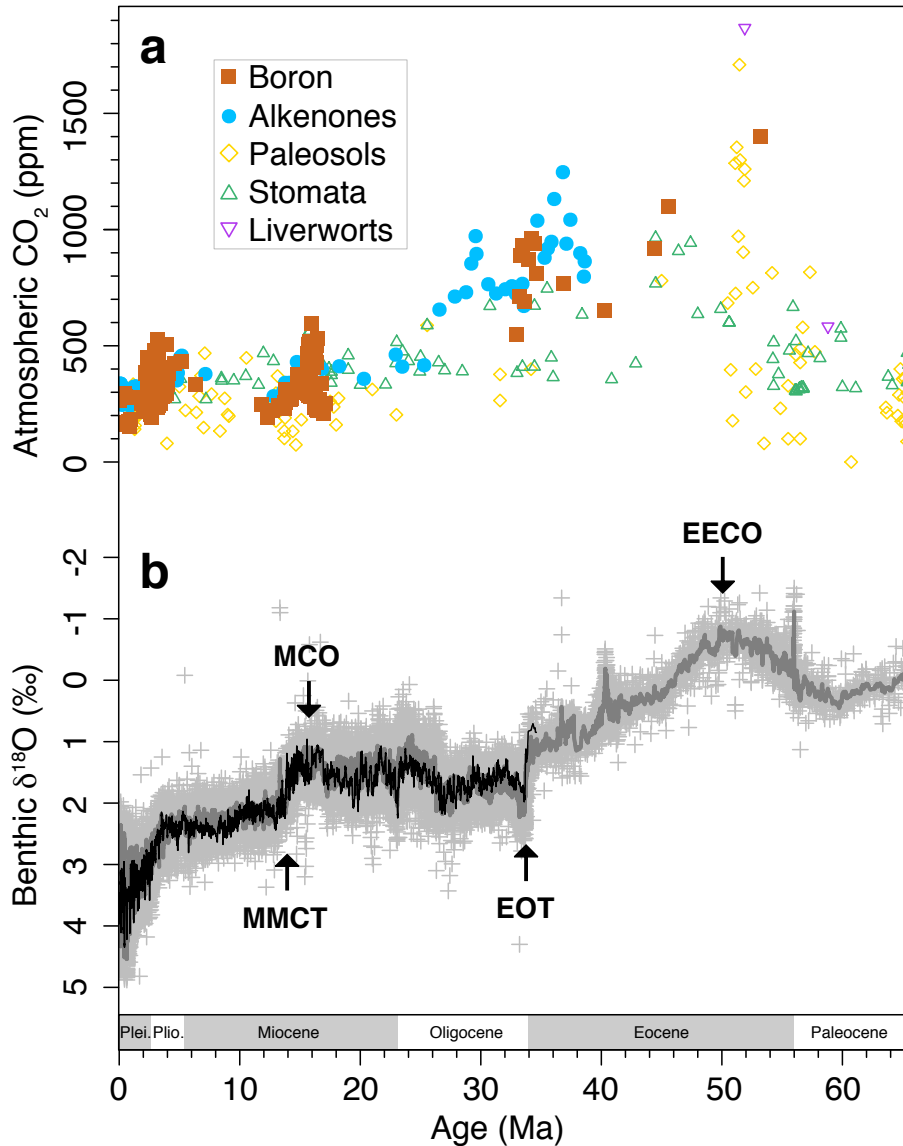 a
Boron
Alkenones
Paleosols
Stomata
Liverworts
Atmospheric CO₂ (ppm)
0
500
1000
1500
b
EECO
MCO
MMCT
EOT
Benthic δ¹⁸O (‰)
-2
-1
0
1
2
3
4
5
Plei. Plio. Miocene Oligocene Eocene Paleocene
0 10 20 30 40 50 60
Age (Ma)